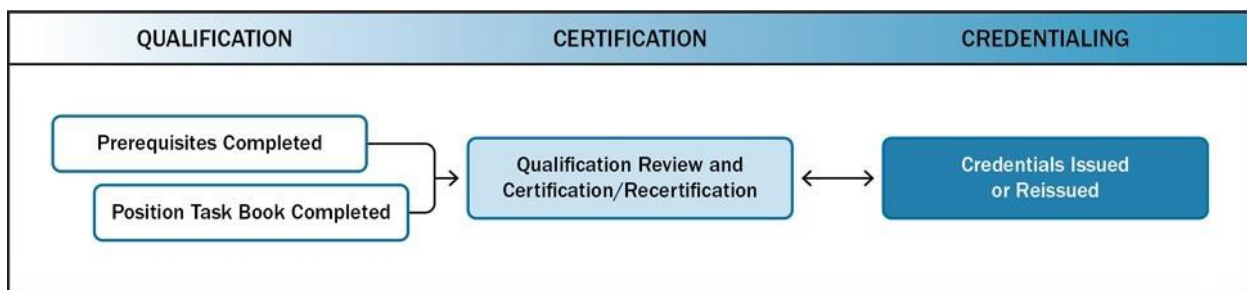 QUALIFICATION
CERTIFICATION
CREDENTIALING
Prerequisites Completed
Position Task Book Completed
Qualification Review and
Certification/Recertification
Credentials Issued
or Reissued